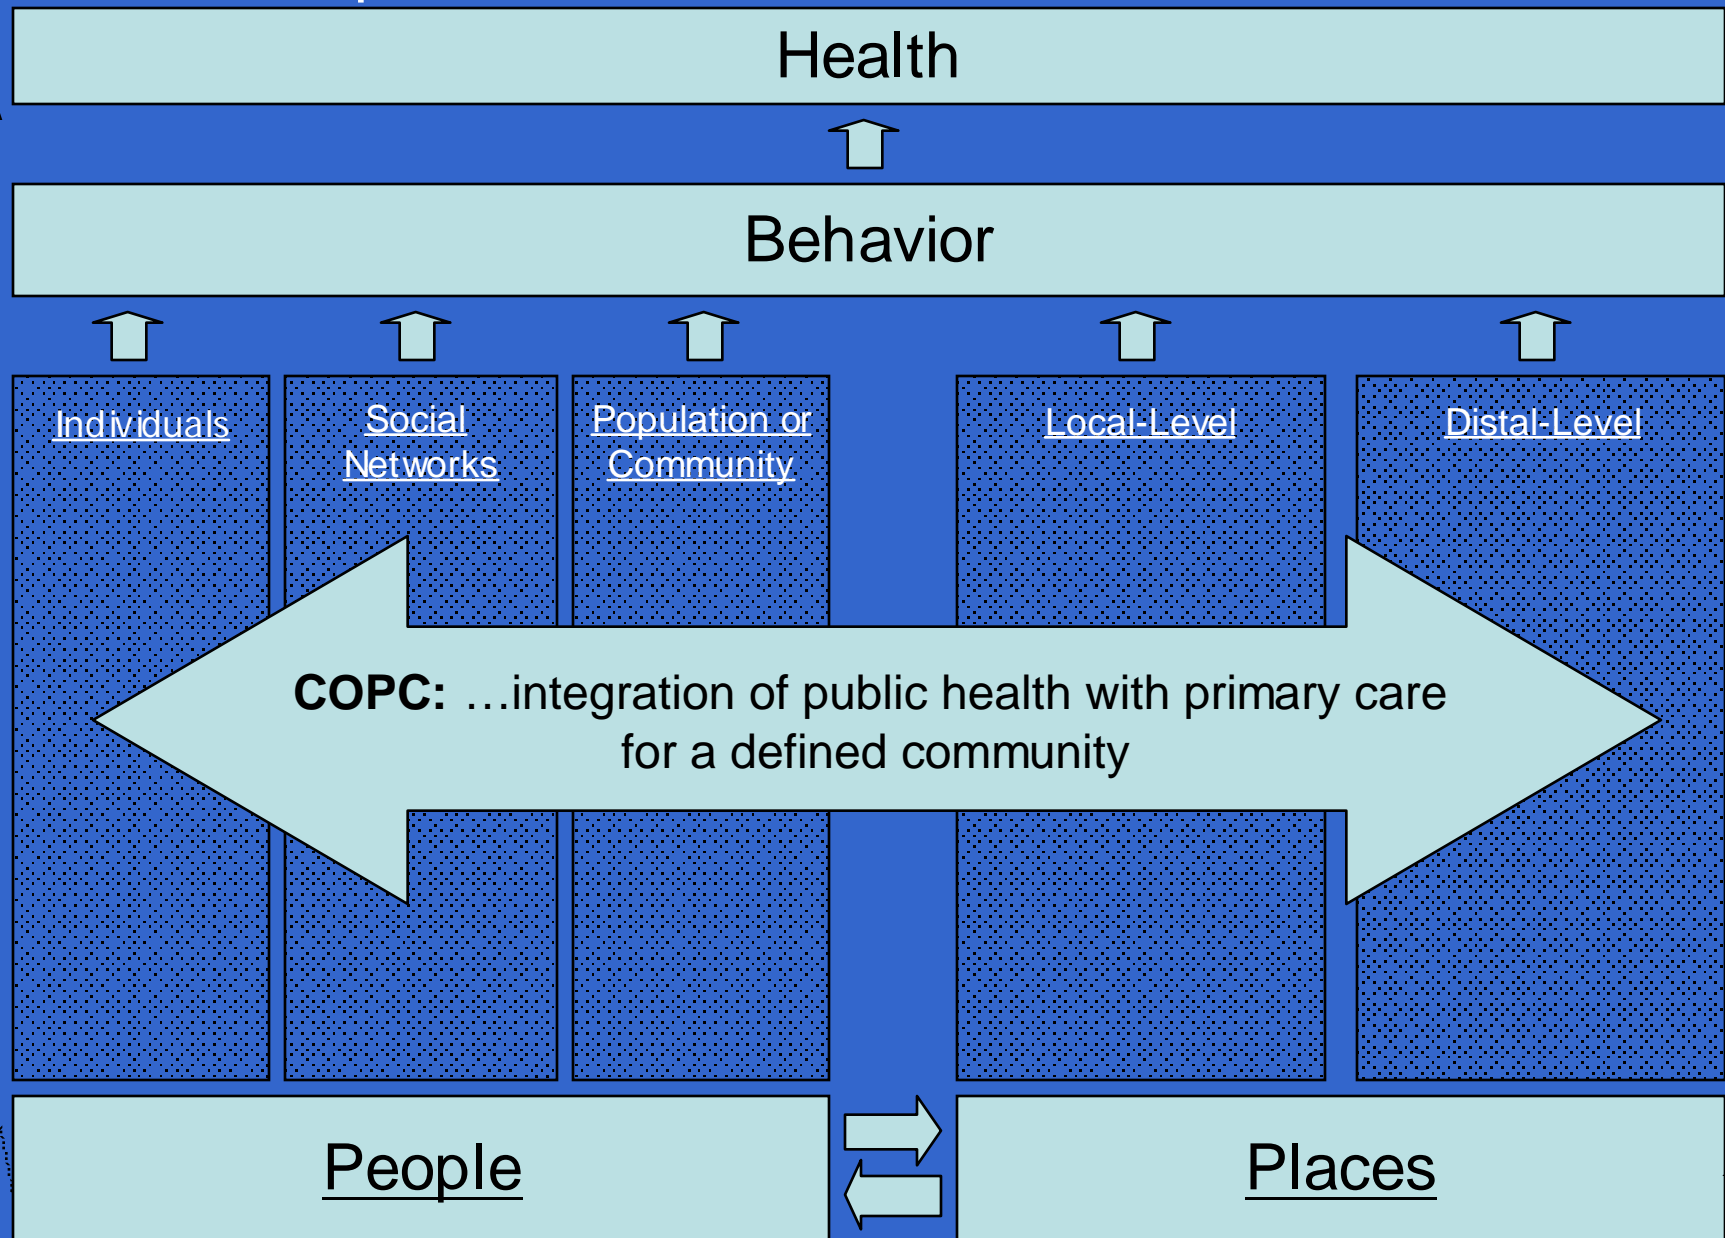 Health
Behavior
Individuals
Social
Networks
Population or
Community
Local-Level
Distal-Level
COPC: …integration of public health with primary care
for a defined community
People
Places